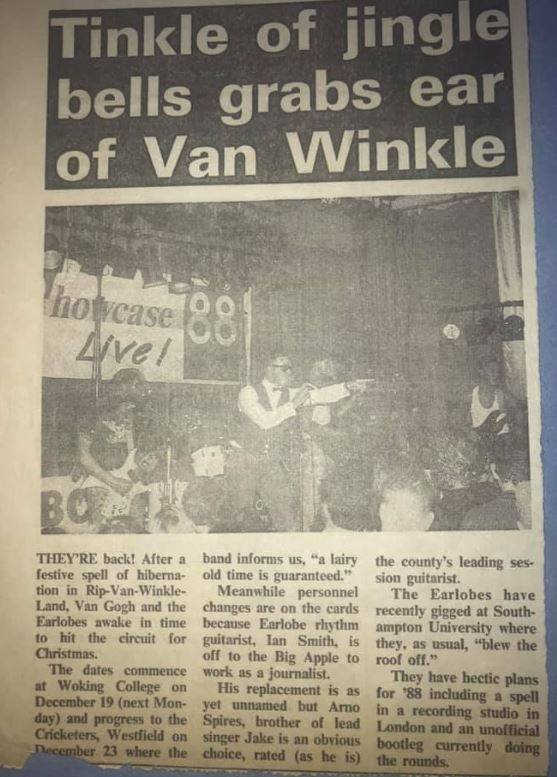 Tinkle of jingle
bells grabs ear
of Van Winkle
howcase
Live!
88
BO
THEY'RE back! After a
festive spell of hiberna-
tion in Rip-Van-Winkle-
Land, Van Gogh and the
Earlobes awake in time
to hit the circuit for
Christmas.
The dates commence
at Woking College on
December 19 (next Mon-
day) and progress to the
Cricketers, Westfield on
December 23 where the
band informs us, "a lairy
old time is guaranteed."
Meanwhile personnel
changes are on the cards
because Earlobe rhythm
guitarist, Ian Smith, is
off to the Big Apple to
work as a journalist.
His replacement is as
yet unnamed but Arno
Spires, brother of lead
singer Jake is an obvious
choice, rated (as he is)
the county's leading ses-
sion guitarist.
The Earlobes have
recently gigged at South-
ampton University where
they, as usual, "blew the
roof off."
They have hectic plans
for '88 including a spell
in a recording studio in
London and an unofficial
bootleg currently doing
the rounds.